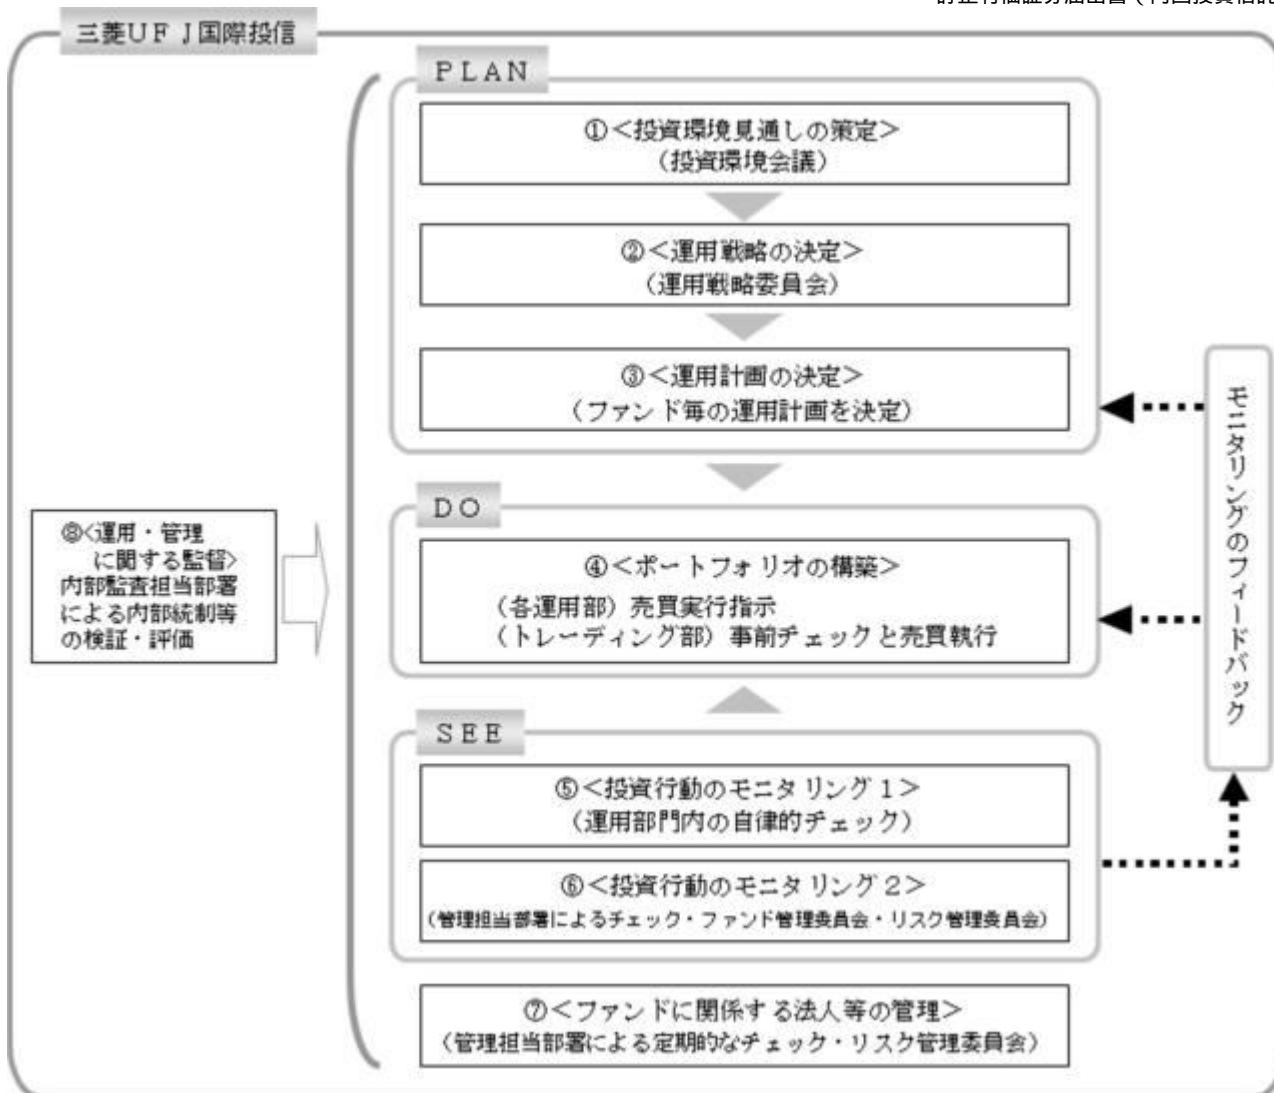 三菱ＵＦＪ国際投信
ＰＬＡＮ
①＜投資環境見通しの策定＞
（投資環境会議）
②＜運用戦略の決定＞
（運用戦略委員会）
③＜運用計画の決定＞
（ファンド毎の運用計画を決定）
ＤＯ
④＜ポートフォリオの構築＞
（各運用部）売買実行指示
（トレーディング部）事前チェックと売買執行
ＳＥＥ
⑤＜投資行動のモニタリング１＞
（運用部門内の自律的チェック）
⑥＜投資行動のモニタリング２＞
（管理担当部署によるチェック・ファンド管理委員会・リスク管理委員会）
⑦＜ファンドに関係する法人等の管理＞
（管理担当部署による定期的なチェック・リスク管理委員会）
⑧<運用・管理
に関する監督>
内部監査担当部署
による内部統制等
の検証・評価
モニタリングのフィードバック